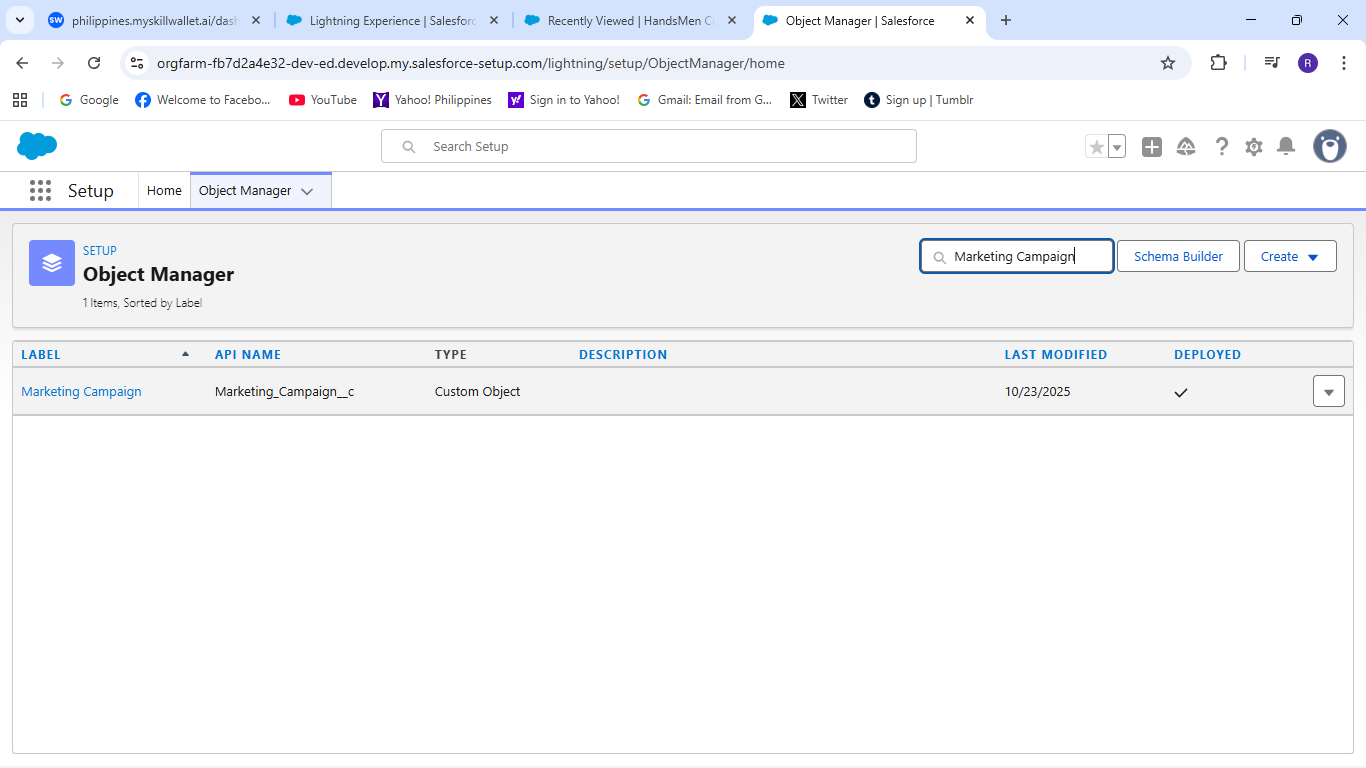 SW philippines.myskillwallet.ai/dash
Lightning Experience | Salesforc
Recently Viewed | HandsMen C
Object Manager | Salesforce
orgfarm-fb7d2a4e32-dev-ed.develop.my.salesforce-setup.com/lightning/setup/ObjectManager/home
R
Google
Welcome to Facebo...
YouTube
Yahoo! Philippines
Sign in to Yahoo!
Gmail: Email from G...
Twitter
Sign up | Tumblr
Search Setup
Setup
Home
Object Manager
SETUP
Object Manager
1 Items, Sorted by Label
Marketing Campaign
Schema Builder
Create
LABEL API NAME TYPE DESCRIPTION LAST MODIFIED DEPLOYED
Marketing Campaign Marketing_Campaign__c Custom Object 10/23/2025